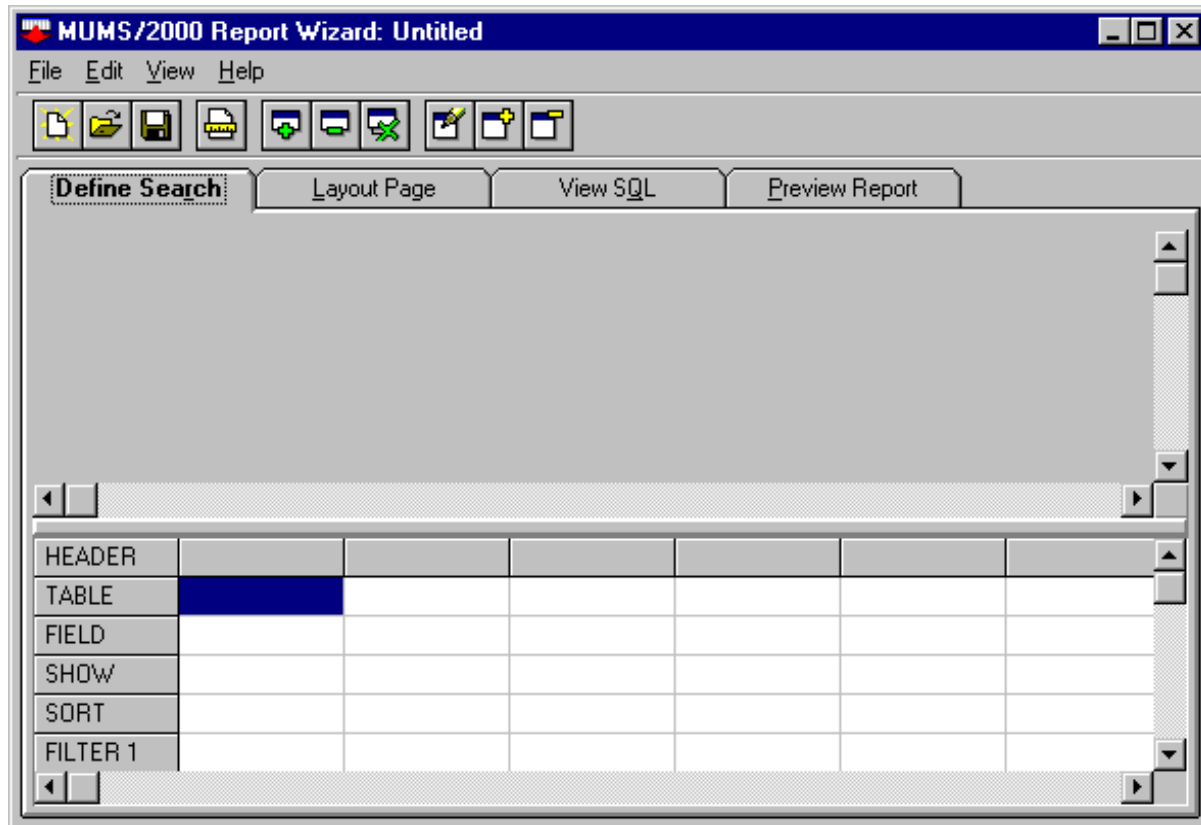 MUMS/2000 Report Wizard: Untitled
File Edit View Help
Define Search Layout Page View SQL Preview Report
HEADER
TABLE
FIELD
SHOW
SORT
FILTER 1